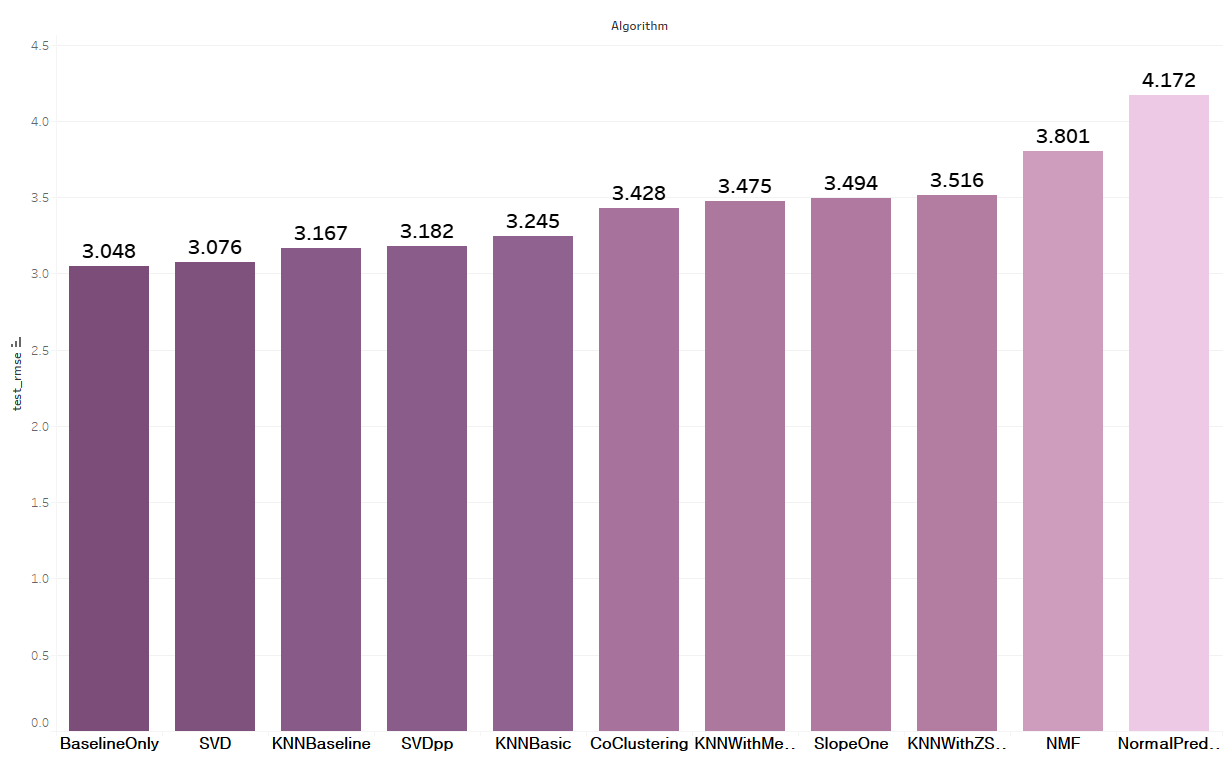 Algorithm
4.5
4.0
3.5
3.0
2.5
2.0
1.5
1.0
0.5
0.0
test_rmse
3.048
3.076
3.167
3.182
3.245
3.428
3.475
3.494
3.516
3.801
4.172
BaselineOnly
SVD
KNNBaseline
SVDpp
KNNBasic
CoClustering
KNNWithMe..
SlopeOne
KNNWithZS..
NMF
NormalPred..